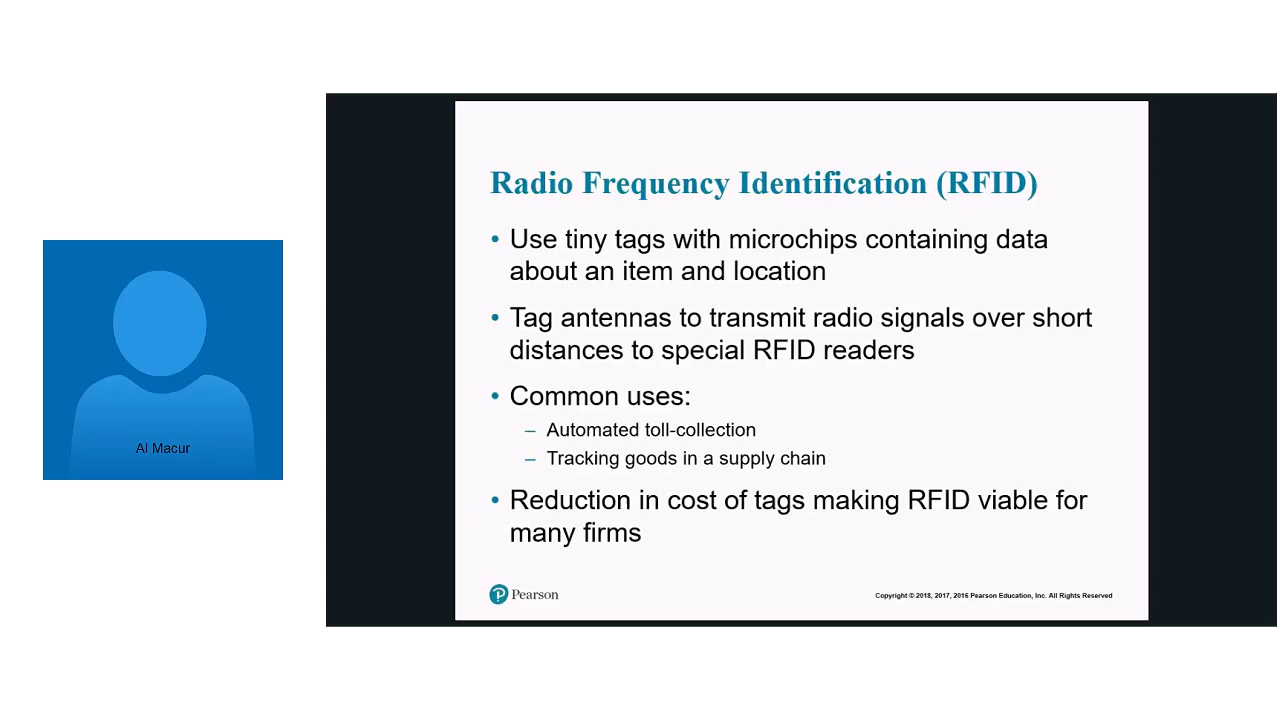 Al Macur
Radio Frequency Identification (RFID)
• Use tiny tags with microchips containing data
about an item and location
• Tag antennas to transmit radio signals over short
distances to special RFID readers
• Common uses:
– Automated toll-collection
– Tracking goods in a supply chain
• Reduction in cost of tags making RFID viable for
many firms
P Pearson
Copyright © 2018, 2017, 2016 Pearson Education, Inc. All Rights Reserved